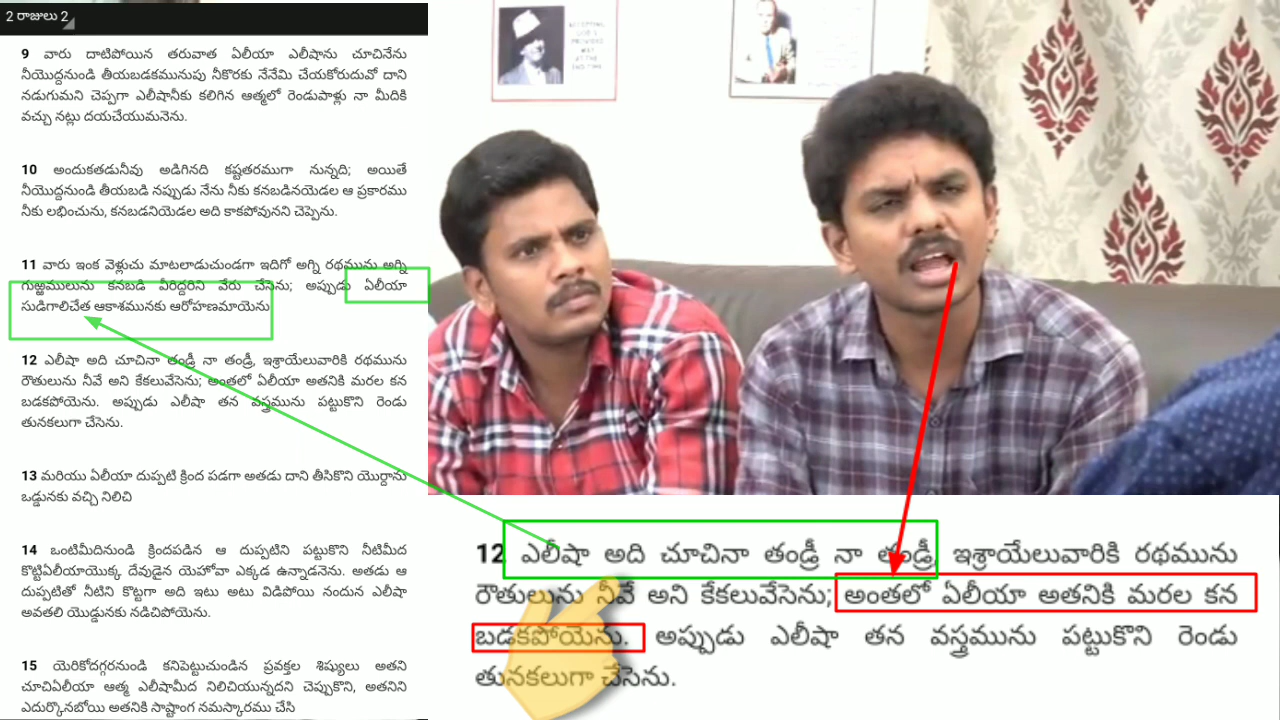 2 రాజులు 2
9 వారు దాటిపోయిన తరువాత ఏలీయా ఎలీషాను చూచినేను
నీయొద్దనుండి తీయబడకమునుపు నీకొరకు నేనేమి చేయకోరుదువో దాని
నడుగుమని చెప్పగా ఎలీషానీకు కలిగిన ఆత్మలో రెండుపాళ్లు నా మీదికి
వచ్చు నట్లు దయచేయుమనెను.
10 అందుకతడునీవు అడిగినది కష్టతరముగా నున్నది; అయితే
నీయొద్దనుండి తీయబడి నప్పుడు నేను నీకు కనబడినయెడల ఆ ప్రకారము
నీకు లభించును, కనబడనియెడల అది కాకపోవునని చెప్పెను.
11 వారు ఇంక వెళ్లుచు మాటలాడుచుండగా ఇదిగో అగ్ని రథమును అగ్ని
గుఱ్ఱములును కనబడి వీరిద్దరిని వేరు చేసెను; అప్పుడు ఏలీయా
సుడిగాలిచేత ఆకాశమునకు ఆరోహణమాయెను
12 ఎలీషా అది చూచినా తండ్రీ నా తండ్రీ, ఇశ్రాయేలువారికి రథమును
రౌతులును నీవే అని కేకలువేసెను; అంతలో ఏలీయా అతనికి మరల కన
బడకపోయెను. అప్పుడు ఎలీషా తన వస్త్రమును పట్టుకొని రెండు
తునకలుగా చేసెను.
13 మరియు ఏలీయా దుప్పటి క్రింద పడగా అతడు దాని తీసికొని యొర్దాను
ఒడ్డునకు వచ్చి నిలిచి
14 ఒంటిమీదినుండి క్రిందపడిన ఆ దుప్పటిని పట్టుకొని నీటిమీద
కొట్టిఏలీయాయొక్క దేవుడైన యెహోవా ఎక్కడ ఉన్నాడనెను. అతడు ఆ
దుప్పటితో నీటిని కొట్టగా అది ఇటు అటు విడిపోయి నందున ఎలీషా
అవతలి యొడ్డునకు నడిచిపోయెను.
15 యెరికోదగ్గరనుండి కనిపెట్టుచుండిన ప్రవక్తల శిష్యులు అతని
చూచిఏలీయా ఆత్మ ఎలీషామీద నిలిచియున్నదని చెప్పుకొని, అతనిని
ఎదుర్కొనబోయి అతనికి సాష్టాంగ నమస్కారము చేసి
12 ఎలీషా అది చూచినా తండ్రీ నా తండ్రీ, ఇశ్రాయేలువారికి రథమును
రౌతులును నీవే అని కేకలువేసెను; అంతలో ఏలీయా అతనికి మరల కన
బడకపోయెను. అప్పుడు ఎలీషా తన వస్త్రమును పట్టుకొని రెండు
తునకలుగా చేసెను.